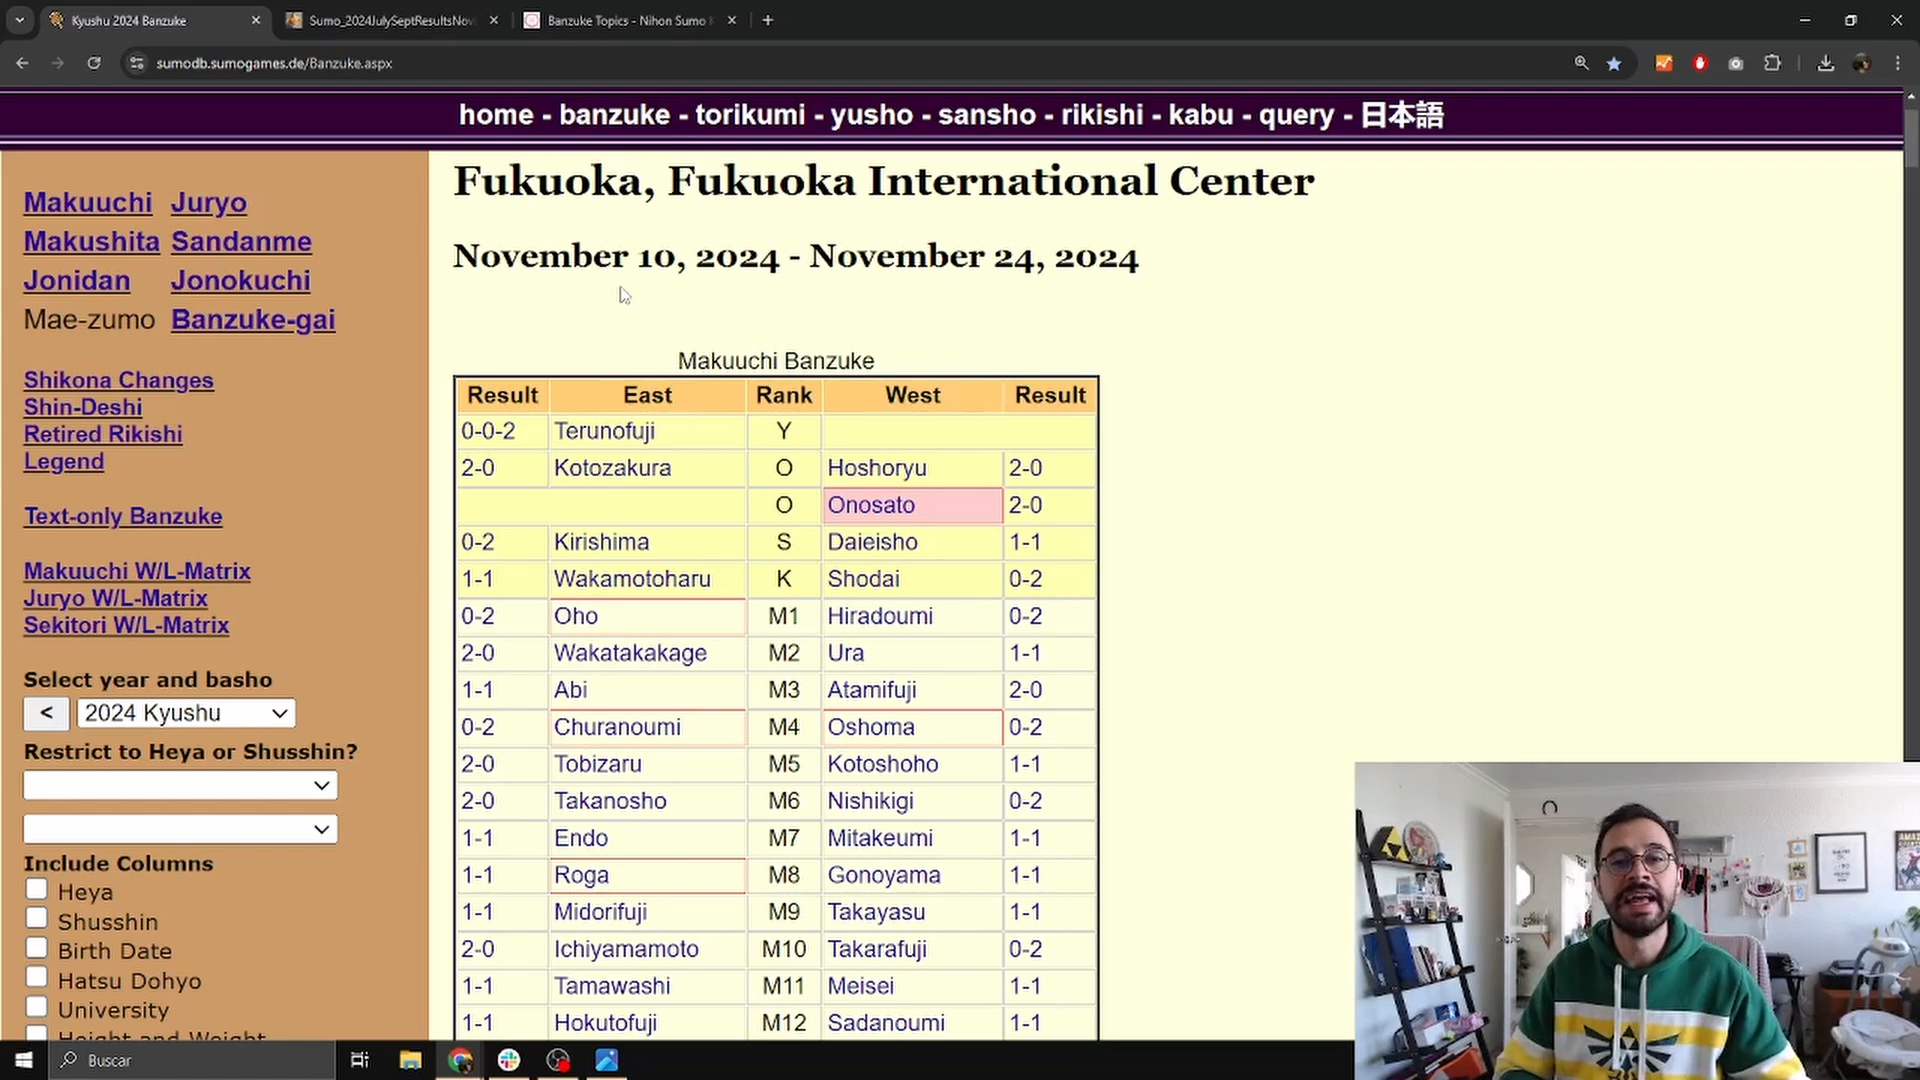 Kyushu 2024 Banzuke
Sumo_2024JulySeptResultsNov
Banzuke Topics - Nihon Sumo
sumodb.sumogames.de/Banzuke.aspx
home - banzuke - torikumi - yusho - sansho - rikishi - kabu - query - 日本語
Makuuchi Juryo
Makushita Sandanme
Jonidan Jonokuchi
Mae-zumo Banzuke-gai
Shikona Changes
Shin-Deshi
Retired Rikishi
Legend
Text-only Banzuke
Makuuchi W/L-Matrix
Juryo W/L-Matrix
Sekitori W/L-Matrix
Select year and basho
< 2024 Kyushu
Restrict to Heya or Shusshin?
Include Columns
Heya
Shusshin
Birth Date
Hatsu Dohyo
University
Height and Weight
Fukuoka, Fukuoka International Center
November 10, 2024 - November 24, 2024
Makuuchi Banzuke
Result East Rank West Result
0-0-2 Terunofuji Y
2-0 Kotozakura O Hoshoryu 2-0
O Onosato 2-0
0-2 Kirishima S Daieisho 1-1
1-1 Wakamotoharu K Shodai 0-2
0-2 Oho M1 Hiradoumi 0-2
2-0 Wakatakakage M2 Ura 1-1
1-1 Abi M3 Atamifuji 2-0
0-2 Churanoumi M4 Oshoma 0-2
2-0 Tobizaru M5 Kotoshoho 1-1
2-0 Takanosho M6 Nishikigi 0-2
1-1 Endo M7 Mitakeumi 1-1
1-1 Roga M8 Gonoyama 1-1
1-1 Midorifuji M9 Takayasu 1-1
2-0 Ichiyamamoto M10 Takarafuji 0-2
1-1 Tamawashi M11 Meisei 1-1
1-1 Hokutofuji M12 Sadanoumi 1-1
Buscar